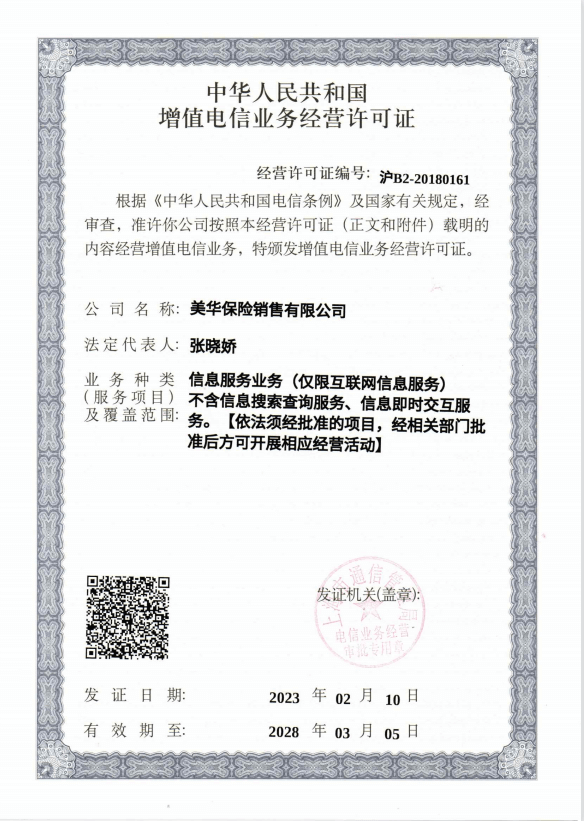 中华人民共和国
增值电信业务经营许可证
经营许可证编号: 沪B2-20180161
根据《中华人民共和国电信条例》及国家有关规定，经
审查，准许你公司按照本经营许可证（正文和附件）载明的
内容经营增值电信业务，特颁发增值电信业务经营许可证。
公司名称: 美华保险销售有限公司
法定代表人: 张晓娇
业务种类 信息服务业务（仅限互联网信息服务）
(服务项目) 不含信息搜索查询服务、信息即时交互服
及覆盖范围: 务。【依法须经批准的项目，经相关部门批
准后方可开展相应经营活动】
发证机关(盖章):
上海市通信管理局
电信业务经营
审批专用章
发证日期: 2023 年 02 月 10 日
有效期至: 2028 年 03 月 05 日